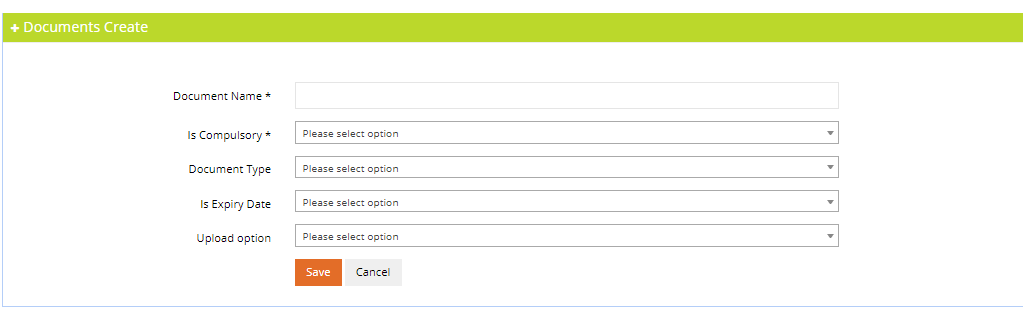 + Documents Create
Document Name *
Is Compulsory * Please select option
Document Type Please select option
Is Expiry Date Please select option
Upload option Please select option
Save Cancel